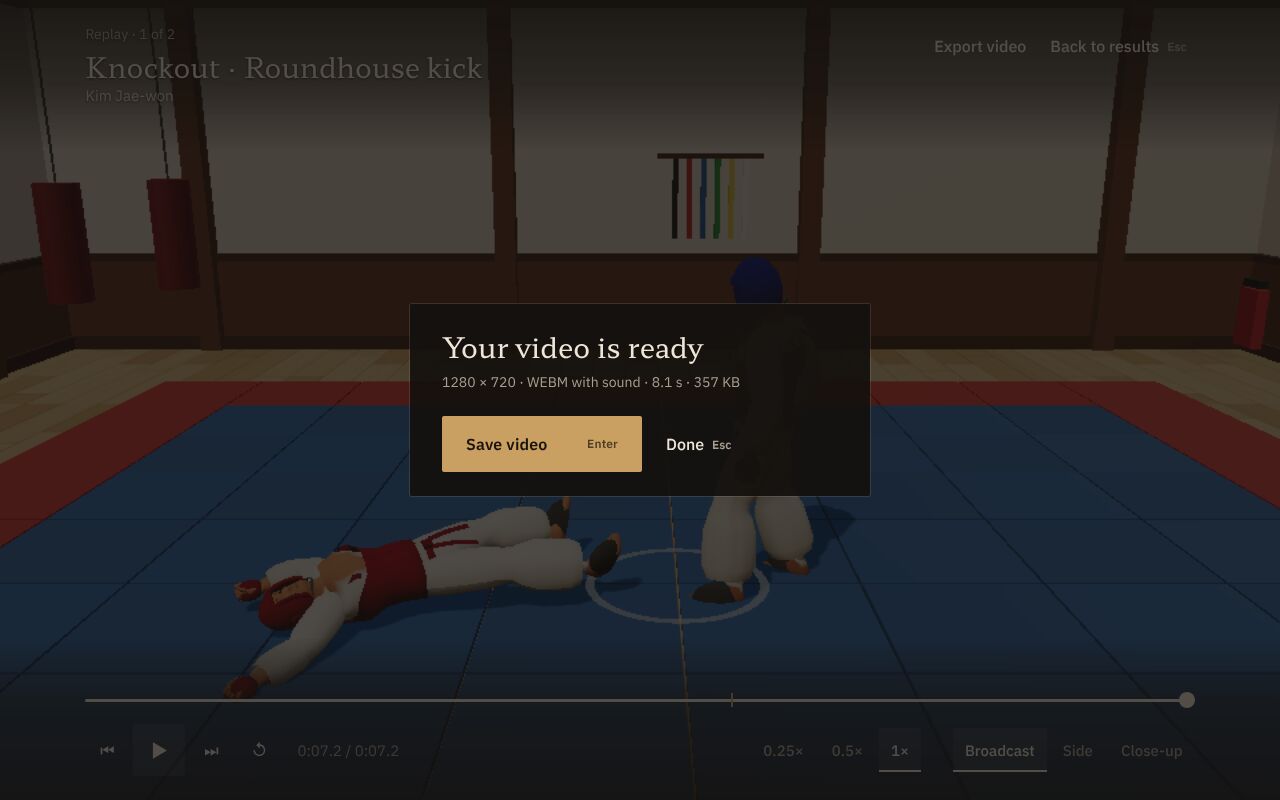 Replay · 1 of 2
Knockout · Roundhouse kick
Kim Jae-won
Export video
Back to results Esc
Your video is ready
1280 × 720 · WEBM with sound · 8.1 s · 357 KB
Save video Enter
Done Esc
0:07.2 / 0:07.2
0.25×
0.5×
1×
Broadcast
Side
Close-up